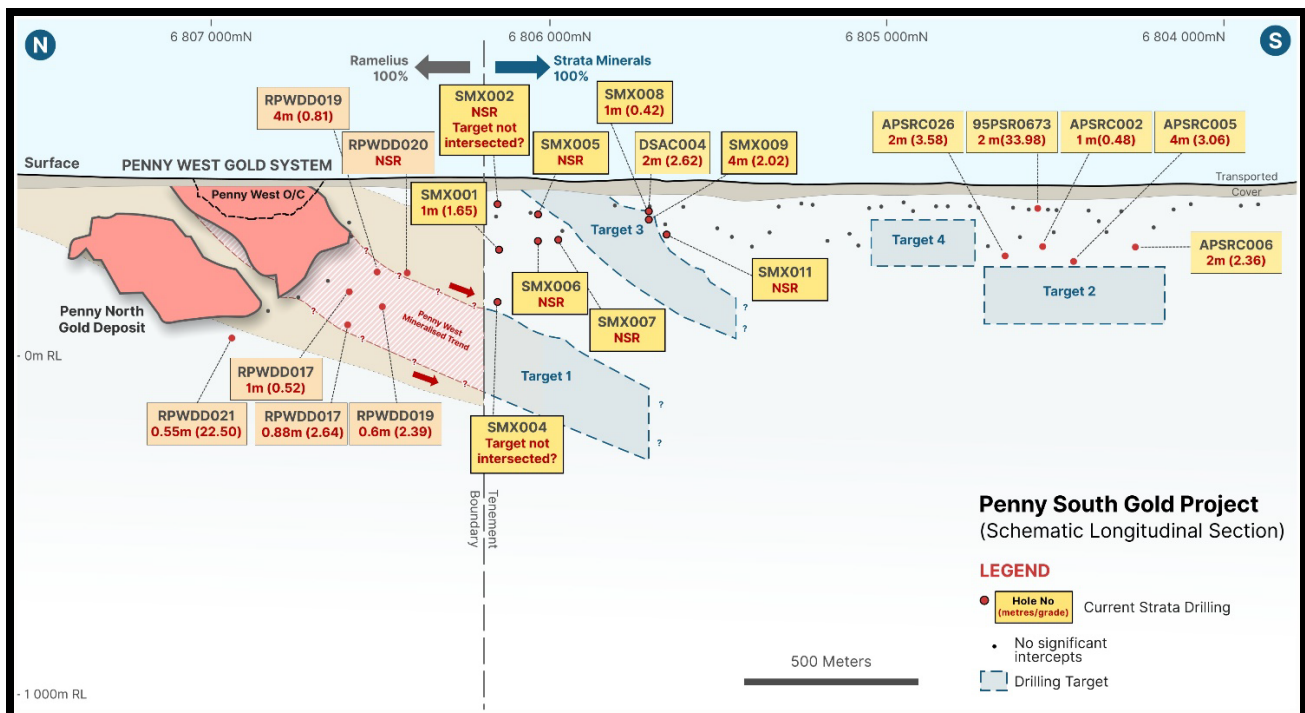 N
6 807 000mN
6 806 000mN
6 805 000mN
6 804 000mN
S
Ramelius
100%
Strata Minerals
100%
RPWDD019
4m (0.81)
RPWDD020
NSR
SMX002
NSR
Target not
intersected?
SMX005
NSR
SMX008
1m (0.42)
DSAC004
2m (2.62)
SMX009
4m (2.02)
APSRC026
2m (3.58)
95PSR0673
2 m(33.98)
APSRC002
1 m(0.48)
APSRC005
4m (3.06)
Surface
PENNY WEST GOLD SYSTEM
Transported
Cover
Penny West O/C
SMX001
1m (1.65)
Target 3
Target 4
APSRC006
2m (2.36)
SMX011
NSR
SMX006
NSR
SMX007
NSR
Target 2
Penny North
Gold Deposit
Penny West
Mineralised Trend
? ? ? ? ? ? ? ? ? ? ? ?
- 0m RL
Target 1
RPWDD017
1m (0.52)
RPWDD021
0.55m (22.50)
RPWDD017
0.88m (2.64)
RPWDD019
0.6m (2.39)
SMX004
Target not
intersected?
Tenement
Boundary
Penny South Gold Project
(Schematic Longitudinal Section)
LEGEND
Hole No
(metres/grade)
Current Strata Drilling
No significant
intercepts
Drilling Target
500 Meters
- 1 000m RL